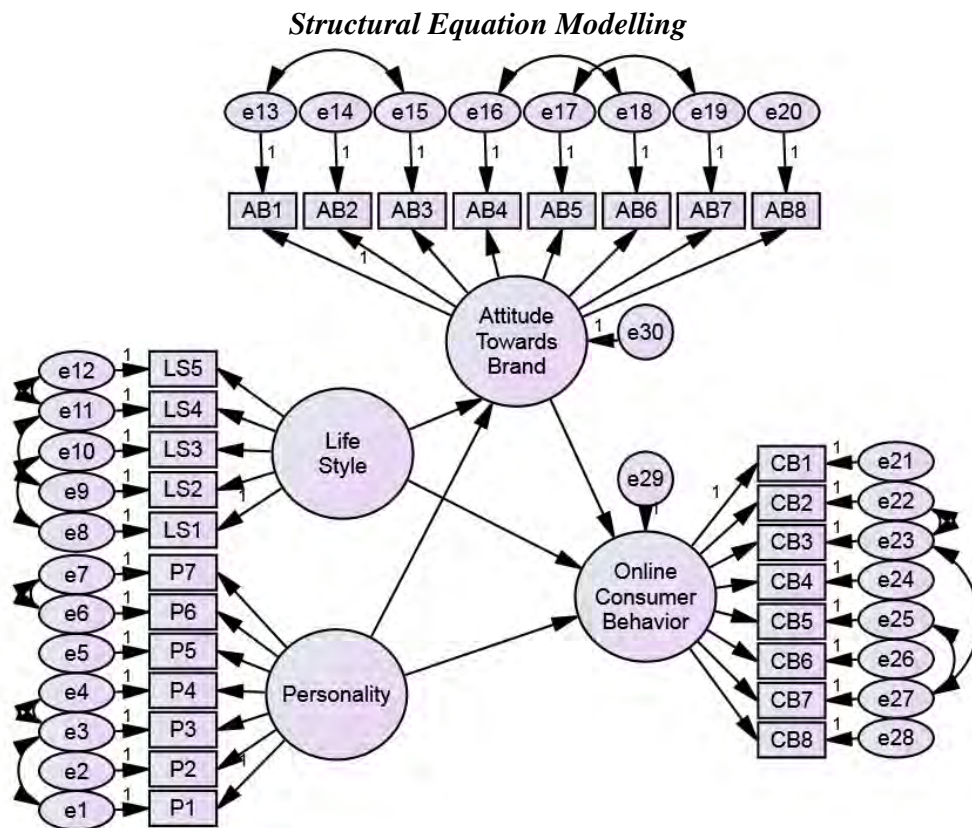 Structural Equation Modelling
e13 e14 e15 e16 e17 e18 e19 e20
1 1 1 1 1 1 1 1
AB1 AB2 AB3 AB4 AB5 AB6 AB7 AB8
1
Attitude
Towards
Brand
1 e30
e12 1 LS5
e11 1 LS4
e10 1 LS3
e9 1 LS2
e8 1 LS1
1
Life
Style
e7 1 P7
e6 1 P6
e5 1 P5
e4 1 P4
e3 1 P3
e2 1 P2
e1 1 P1
1
Personality
e29
1
Online
Consumer
Behavior
1
CB1 1 e21
CB2 1 e22
CB3 1 e23
CB4 1 e24
CB5 1 e25
CB6 1 e26
CB7 1 e27
CB8 1 e28